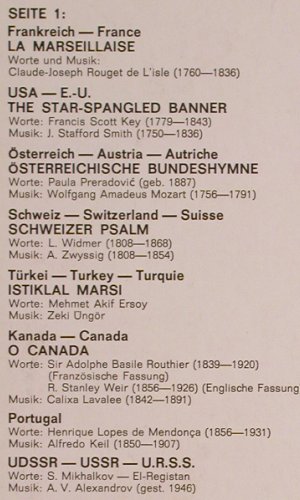 SEITE 1:
Frankreich — France
LA MARSEILLAISE
Worte und Musik:
Claude-Joseph Rouget de L'isle (1760—1836)
USA — E.-U.
THE STAR-SPANGLED BANNER
Worte: Francis Scott Key (1779—1843)
Musik: J. Stafford Smith (1750—1836)
Österreich — Austria — Autriche
ÖSTERREICHISCHE BUNDESHYMNE
Worte: Paula Preradović (geb. 1887)
Musik: Wolfgang Amadeus Mozart (1756—1791)
Schweiz — Switzerland — Suisse
SCHWEIZER PSALM
Worte: L. Widmer (1808—1868)
Musik: A. Zwyssig (1808—1854)
Türkei — Turkey — Turquie
ISTIKLAL MARSI
Worte: Mehmet Akif Ersoy
Musik: Zeki Üngör
Kanada — Canada
O CANADA
Worte: Sir Adolphe Basile Routhier (1839—1920)
(Französische Fassung)
R. Stanley Weir (1856—1926) (Englische Fassung
Musik: Calixa Lavalee (1842—1891)
Portugal
Worte: Henrique Lopes de Mendonça (1856—1931)
Musik: Alfredo Keil (1850—1907)
UDSSR — USSR — U.R.S.S.
Worte: S. Mikhalkov — El-Registan
Musik: A. V. Alexandrov (gest. 1946)